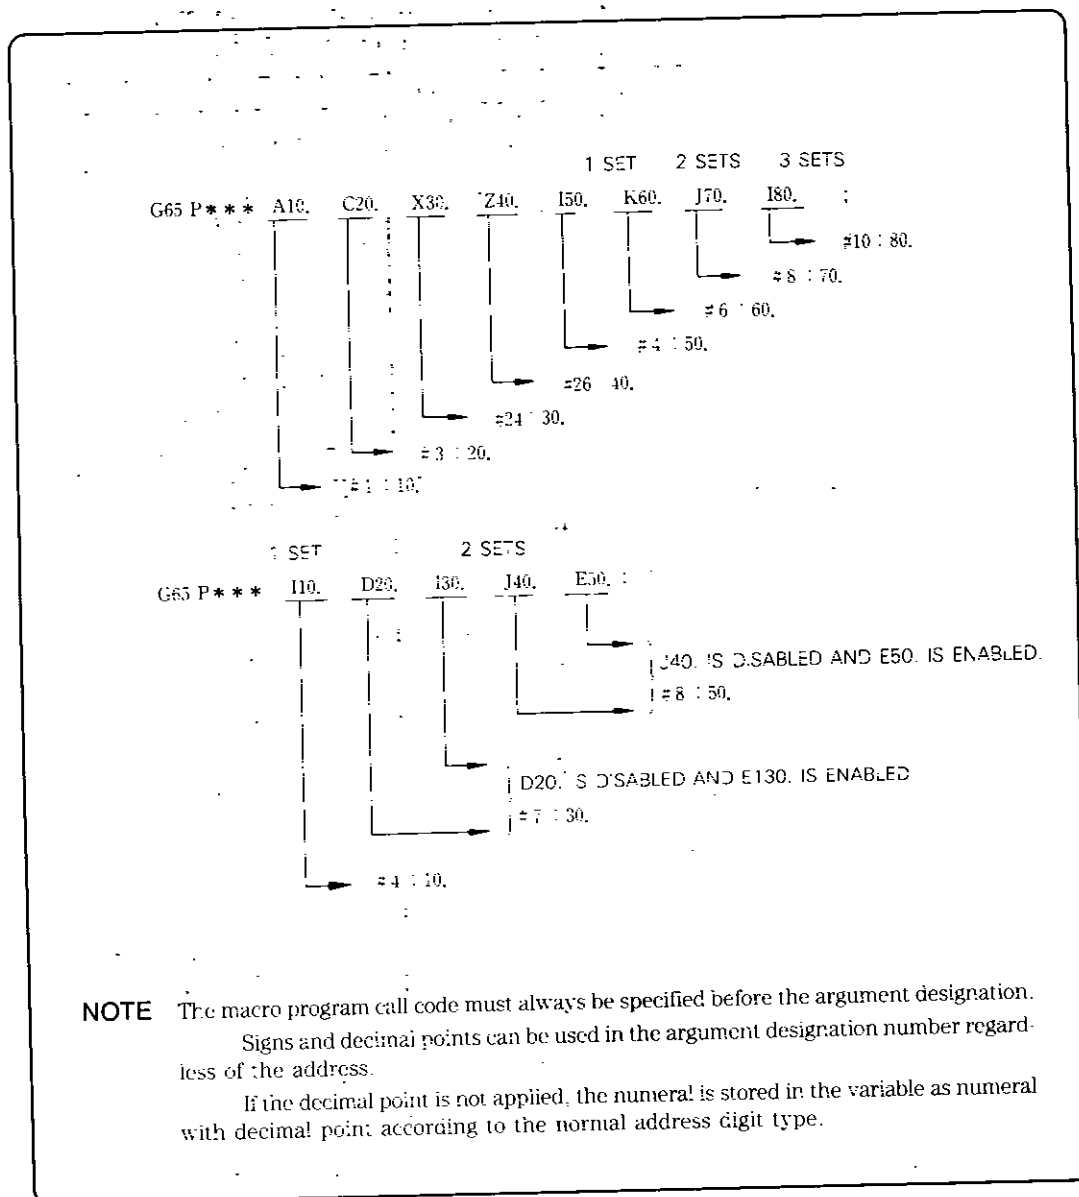 1 SET 2 SETS 3 SETS
G65 P*** A10. C20. X30. Z40. I50. K60. J70. I80. ;
#10 : 80.
#8 : 70.
#6 : 60.
#4 : 50.
#26 40.
#24 : 30.
#3 : 20.
#1 : 10.
1 SET 2 SETS
G65 P*** I10. D20. I30. J40. E50. :
J40. IS DISABLED AND E50. IS ENABLED.
#8 : 50.
D20. IS DISABLED AND E130. IS ENABLED
#7 : 30.
#4 : 10.
NOTE The macro program call code must always be specified before the argument designation.
Signs and decimal points can be used in the argument designation number regard-
less of the address.
If the decimal point is not applied, the numeral is stored in the variable as numeral
with decimal point according to the normal address digit type.